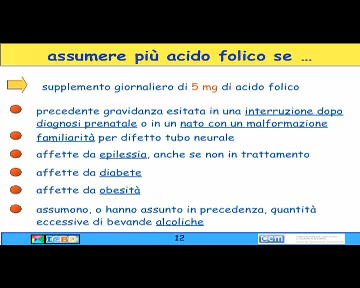 assumere più acido folico se …
supplemento giornaliero di 5 mg di acido folico
precedente gravidanza esitata in una interruzione dopo
diagnosi prenatale o in un nato con un malformazione
familiarità per difetto tubo neurale
affette da epilessia, anche se non in trattamento
affette da diabete
affette da obesità
assumono, o hanno assunto in precedenza, quantità
eccessive di bevande alcoliche
12
ccm